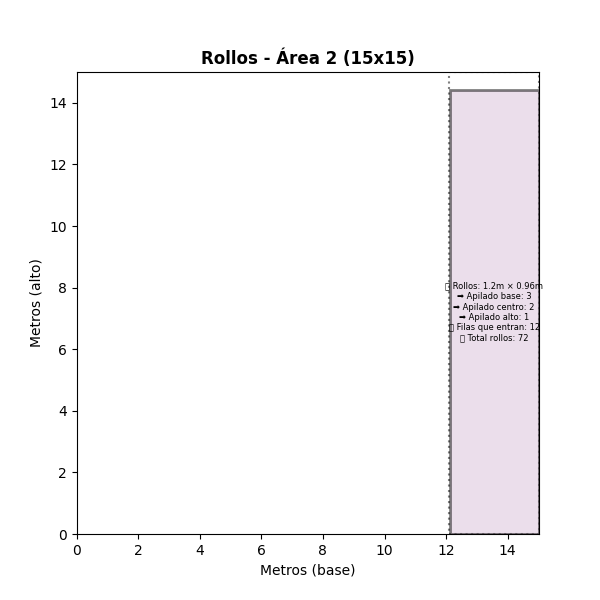 Rollos - Área 2 (15x15)
14
12
10
8
6
4
2
0
Metros (alto)
▯ Rollos: 1.2m × 0.96m
➡ Apilado base: 3
➡ Apilado centro: 2
➡ Apilado alto: 1
▯ Filas que entran: 12
▯ Total rollos: 72
0 2 4 6 8 10 12 14
Metros (base)